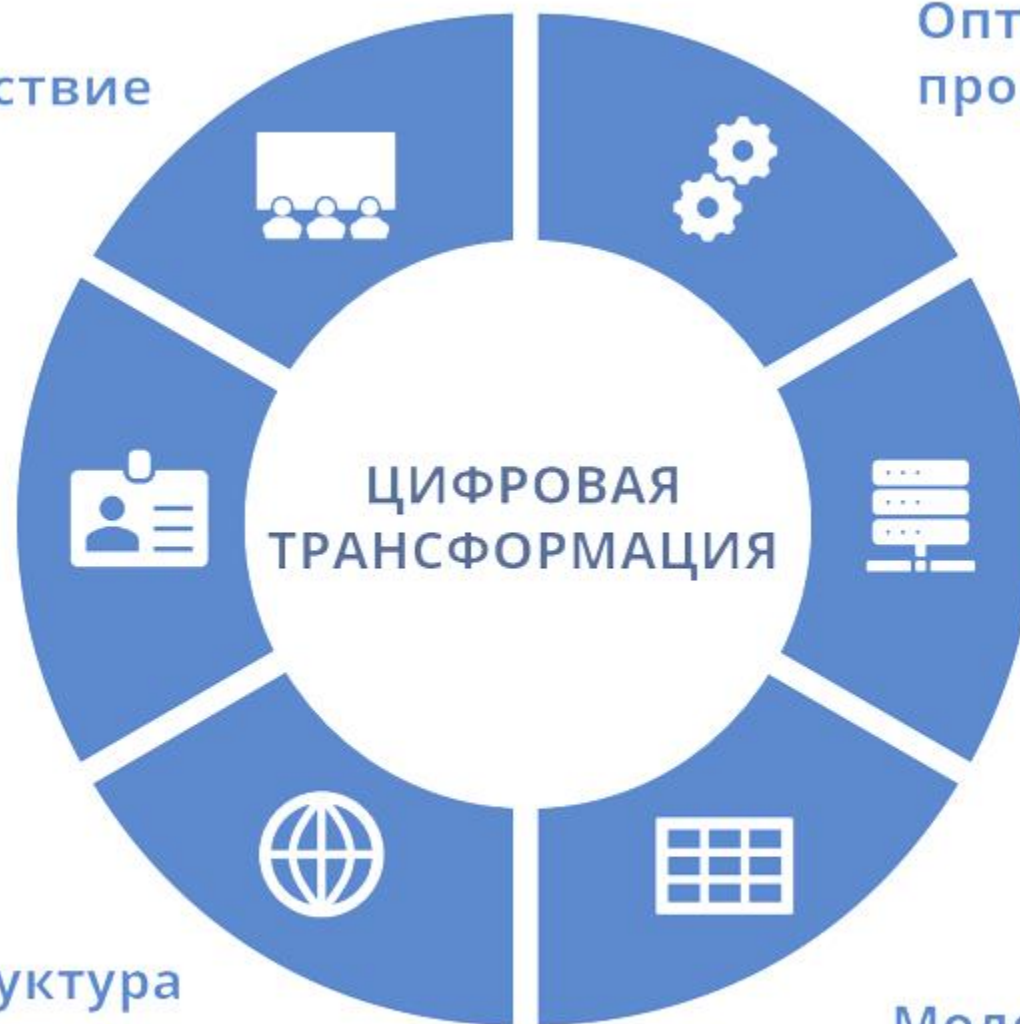 Опт
ствие
про
ЦИФРОВАЯ
ТРАНСФОРМАЦИЯ
уктура